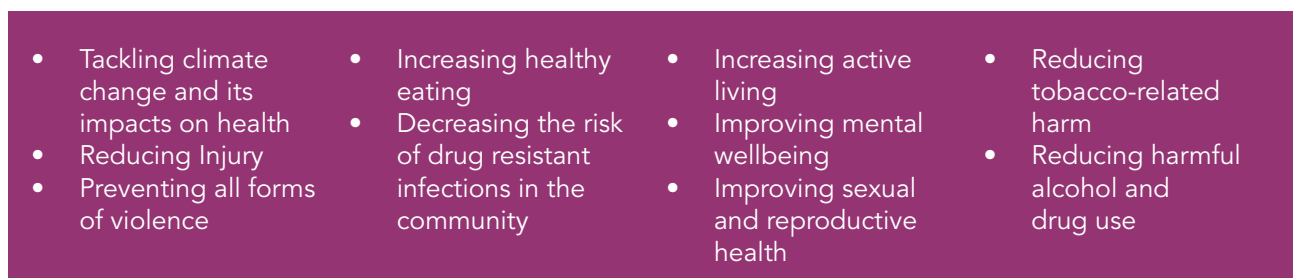 • Tackling climate
change and its
impacts on health
• Reducing Injury
• Preventing all forms
of violence
• Increasing healthy
eating
• Decreasing the risk
of drug resistant
infections in the
community
• Increasing active
living
• Improving mental
wellbeing
• Improving sexual
and reproductive
health
• Reducing
tobacco-related
harm
• Reducing harmful
alcohol and
drug use